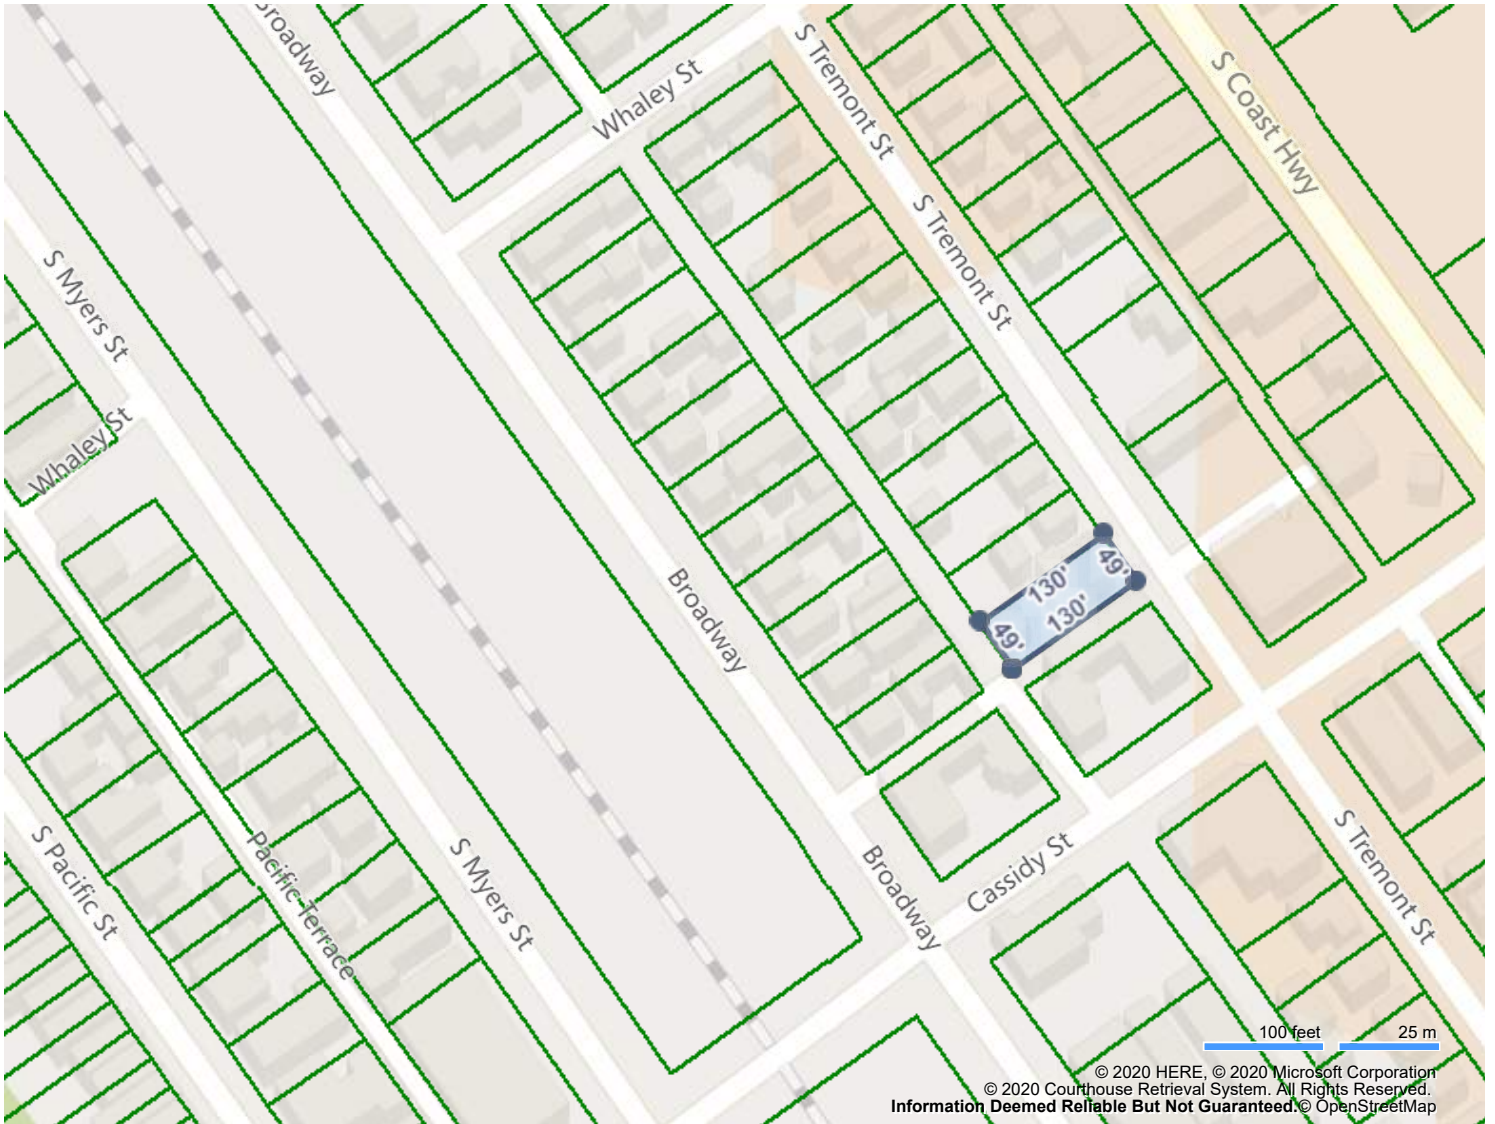 Broadway
Whaley St
S Tremont St
S Coast Hwy
S Tremont St
S Myers St
Whaley St
130'
49'
130'
49'
Broadway
S Pacific St
Pacific Terrace
S Myers St
Broadway
Cassidy St
S Tremont St
100 feet
25 m
© 2020 HERE, © 2020 Microsoft Corporation
© 2020 Courthouse Retrieval System. All Rights Reserved.
Information Deemed Reliable But Not Guaranteed.© OpenStreetMap